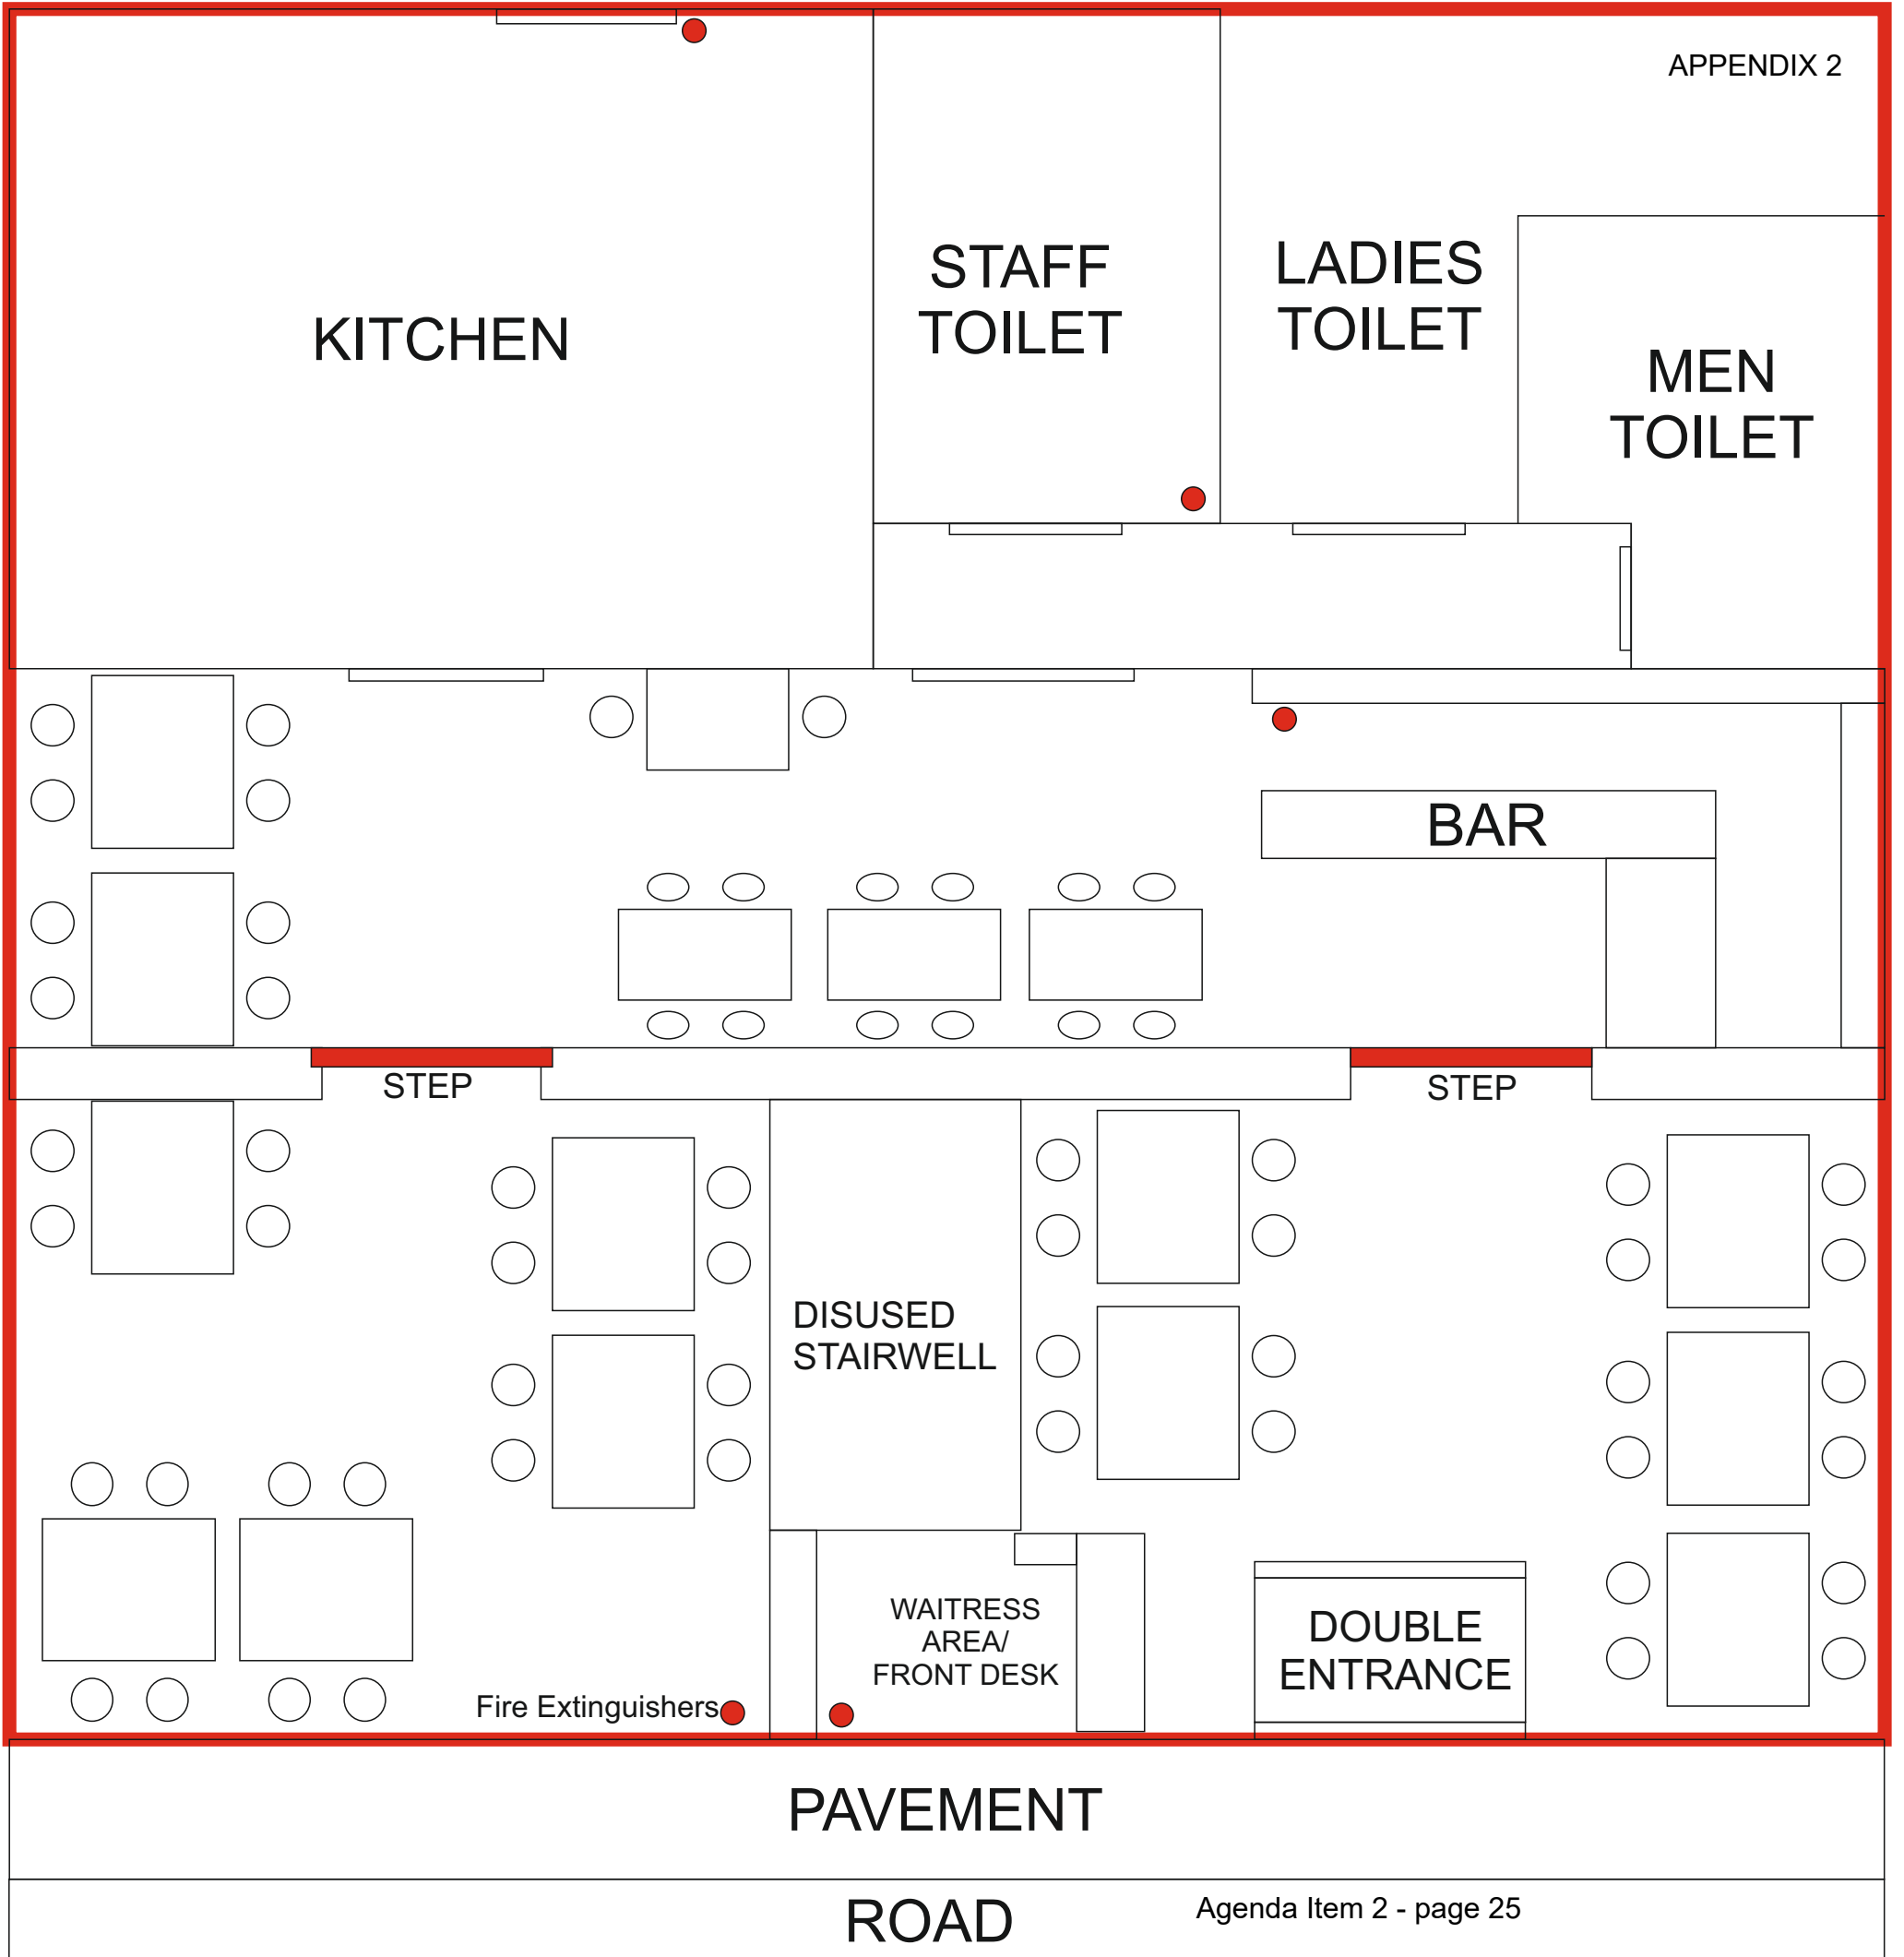 APPENDIX 2
KITCHEN
STAFF
TOILET
LADIES
TOILET
MEN
TOILET
BAR
STEP
STEP
DISUSED
STAIRWELL
WAITRESS
AREA/
FRONT DESK
DOUBLE
ENTRANCE
Fire Extinguishers
PAVEMENT
ROAD
Agenda Item 2 - page 25